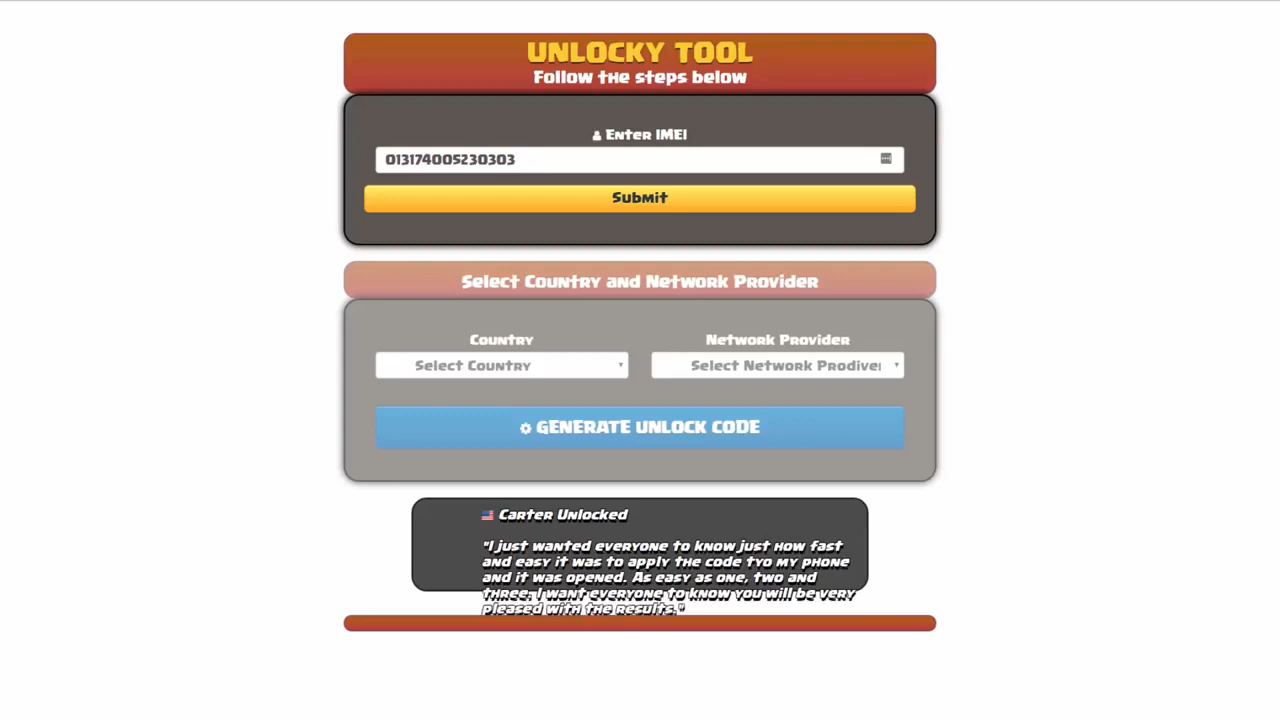 UNLOCKY TOOL
Follow the steps below
Enter IMEI
013174005230303
Submit
Select Country and Network Provider
Country
Network Provider
Select Country
Select Network Prodiver
GENERATE UNLOCK CODE
Carter Unlocked
"I just wanted everyone to know just how fast
and easy it was to apply the code tyo my phone
and it was opened. As easy as one, two and
three. I want everyone to know you will be very
pleased with the results."